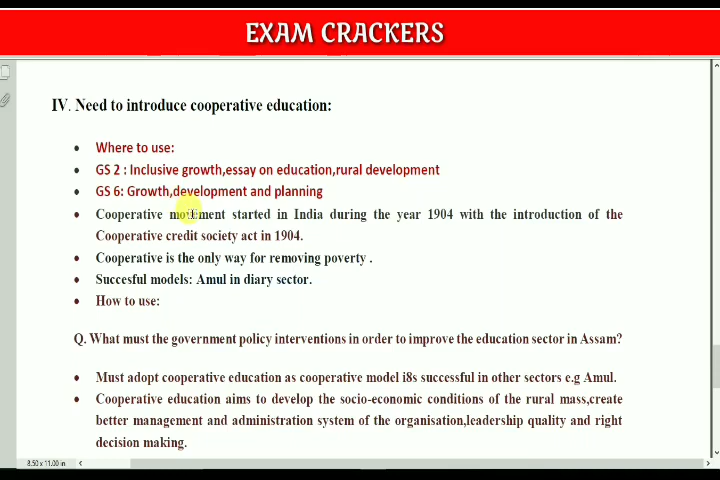 EXAM CRACKERS
IV. Need to introduce cooperative education:
• Where to use:
• GS 2 : Inclusive growth,essay on education,rural development
• GS 6: Growth,development and planning
• Cooperative movement started in India during the year 1904 with the introduction of the
Cooperative credit society act in 1904.
• Cooperative is the only way for removing poverty .
• Succesful models: Amul in diary sector.
• How to use:
Q. What must the government policy interventions in order to improve the education sector in Assam?
• Must adopt cooperative education as cooperative model i8s successful in other sectors e.g Amul.
• Cooperative education aims to develop the socio-economic conditions of the rural mass,create
better management and administration system of the organisation,leadership quality and right
decision making.
8.50 x 11.00 in